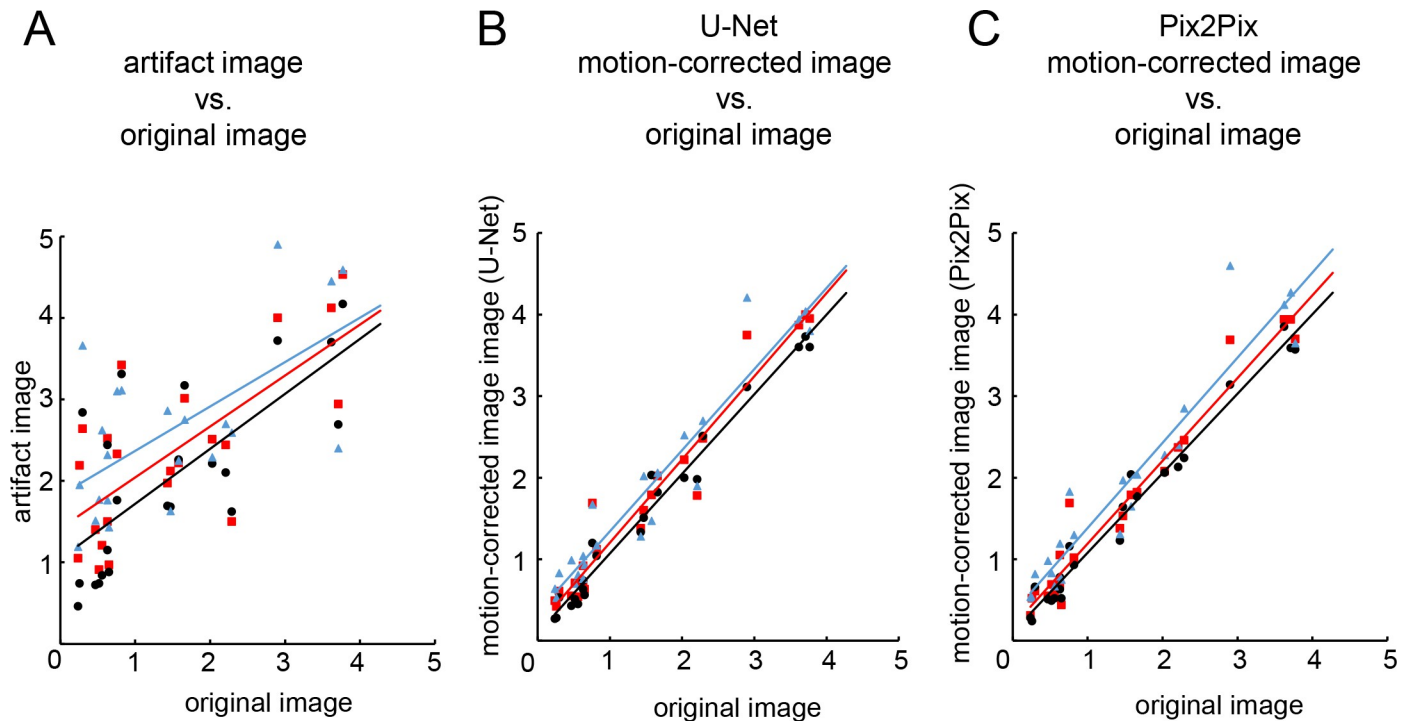 A
artifact image
vs.
original image
5
4
3
2
1
0
1
2
3
4
5
artifact image
original image
B
U-Net
motion-corrected image
vs.
original image
5
4
3
2
1
0
1
2
3
4
5
motion-corrected image image (U-Net)
original image
C
Pix2Pix
motion-corrected image
vs.
original image
5
4
3
2
1
0
1
2
3
4
5
motion-corrected image image (Pix2Pix)
original image